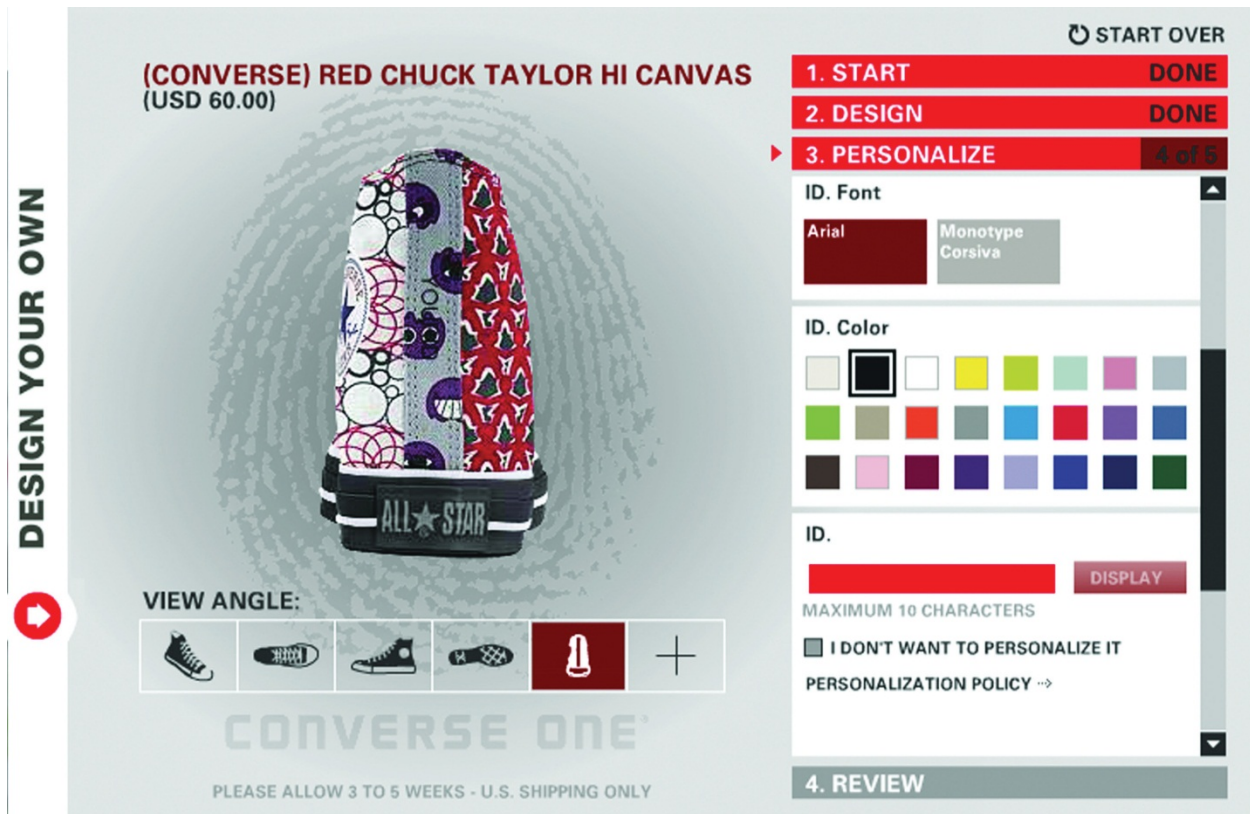 DESIGN YOUR OWN
(CONVERSE) RED CHUCK TAYLOR HI CANVAS
(USD 60.00)
YOU
ALL STAR
VIEW ANGLE:
CONVERSE ONE
PLEASE ALLOW 3 TO 5 WEEKS - U.S. SHIPPING ONLY
START OVER
1. START DONE
2. DESIGN DONE
3. PERSONALIZE 4 of 5
ID. Font
Arial
Monotype
Corsiva
ID. Color
ID.
DISPLAY
MAXIMUM 10 CHARACTERS
I DON'T WANT TO PERSONALIZE IT
PERSONALIZATION POLICY
4. REVIEW